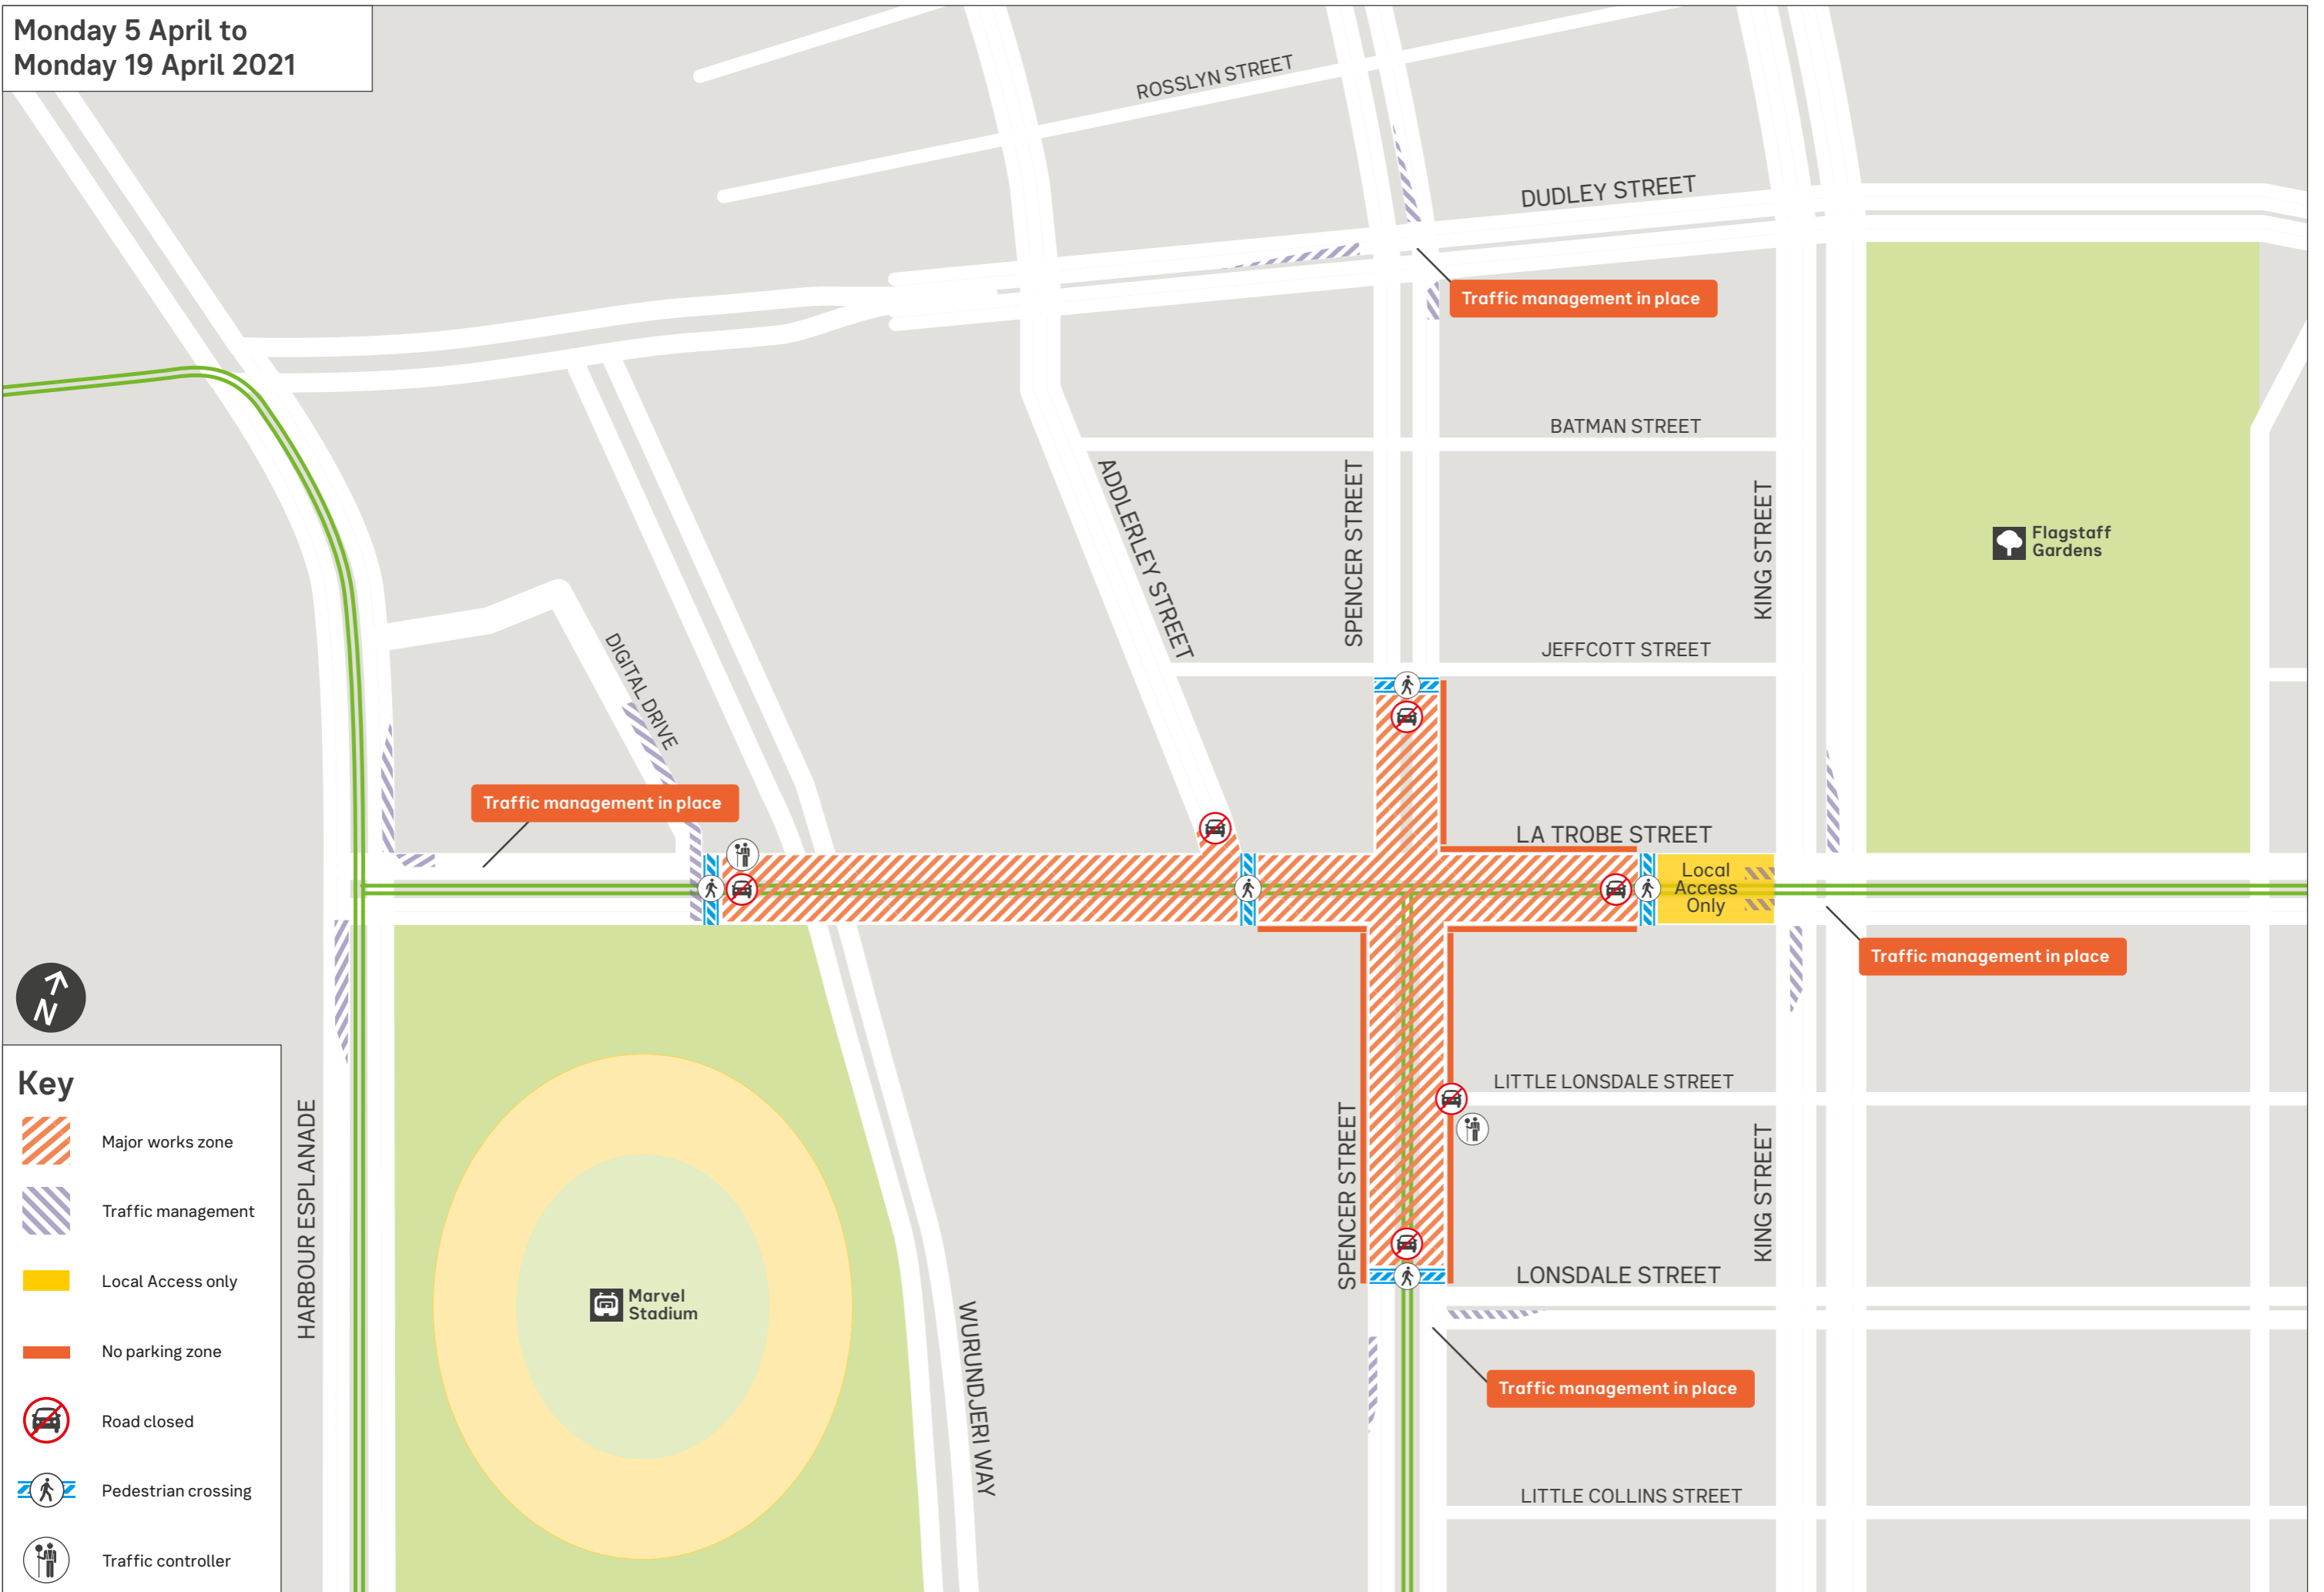 Monday 5 April to
Monday 19 April 2021
ROSSLYN STREET
DUDLEY STREET
Traffic management in place
BATMAN STREET
ADDLERLEY STREET
SPENCER STREET
KING STREET
Flagstaff
Gardens
DIGITAL DRIVE
JEFFCOTT STREET
Traffic management in place
LA TROBE STREET
Local
Access
Only
Traffic management in place
N
LITTLE LONSDALE STREET
HARBOUR ESPLANADE
SPENCER STREET
KING STREET
LONSDALE STREET
Marvel
Stadium
WURUNDJERI WAY
Traffic management in place
LITTLE COLLINS STREET
Key
Major works zone
Traffic management
Local Access only
No parking zone
Road closed
Pedestrian crossing
Traffic controller